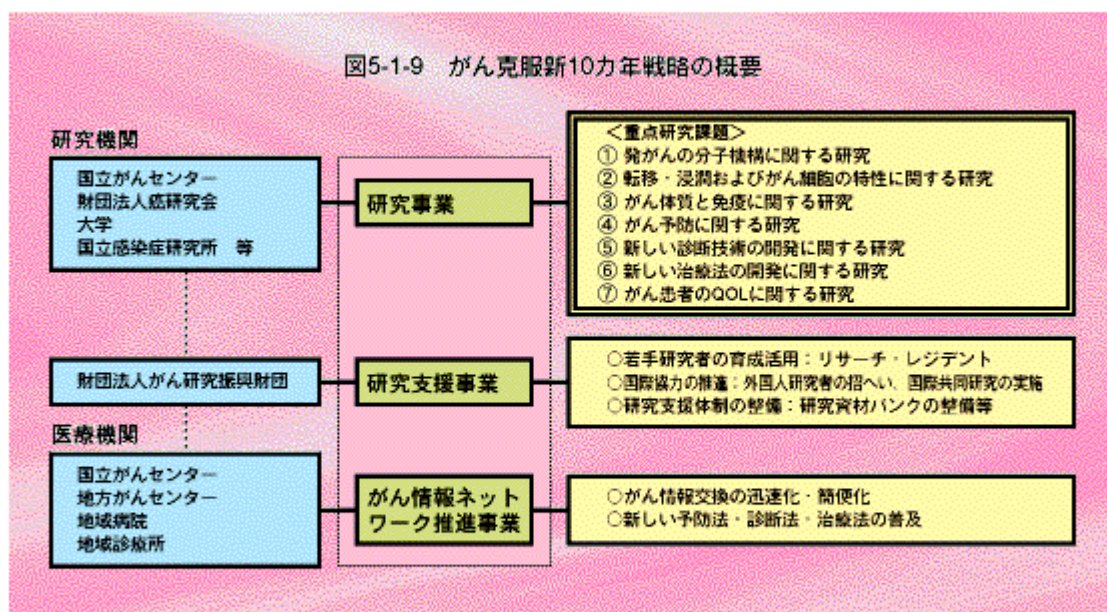 図5-1-9 がん克服新10カ年戦略の概要
研究機関
国立がんセンター
財団法人癌研究会
大学
国立感染症研究所 等
研究事業
＜重点研究課題＞
① 発がんの分子機構に関する研究
② 転移・浸潤およびがん細胞の特性に関する研究
③ がん体質と免疫に関する研究
④ がん予防に関する研究
⑤ 新しい診断技術の開発に関する研究
⑥ 新しい治療法の開発に関する研究
⑦ がん患者のQOLに関する研究
財団法人がん研究振興財団
研究支援事業
○若手研究者の育成活用：リサーチ・レジデント
○国際協力の推進：外国人研究者の招へい、国際共同研究の実施
○研究支援体制の整備：研究資材バンクの整備等
医療機関
国立がんセンター
地方がんセンター
地域病院
地域診療所
がん情報ネット
ワーク推進事業
○がん情報交換の迅速化・簡便化
○新しい予防法・診断法・治療法の普及